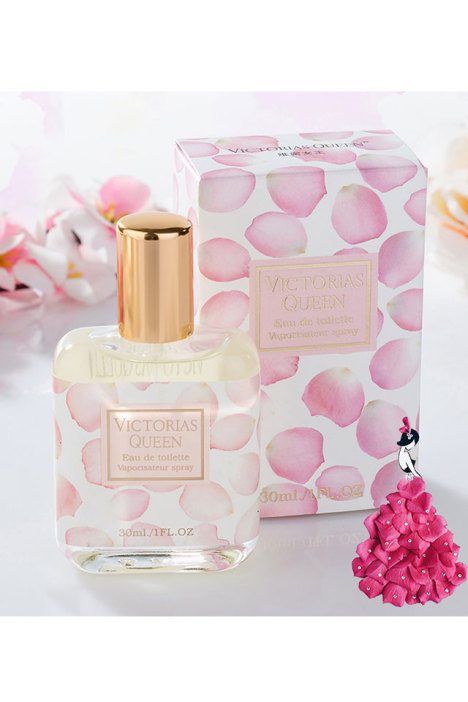 VICTORIAS QUEEN®
VICTORIAS
QUEEN
Eau de toilette
Vaporisateur spray
30ml./1FL.OZ
VICTORIAS
QUEEN
Eau de toilette
Vaporisateur spray
30ml./1FL.OZ